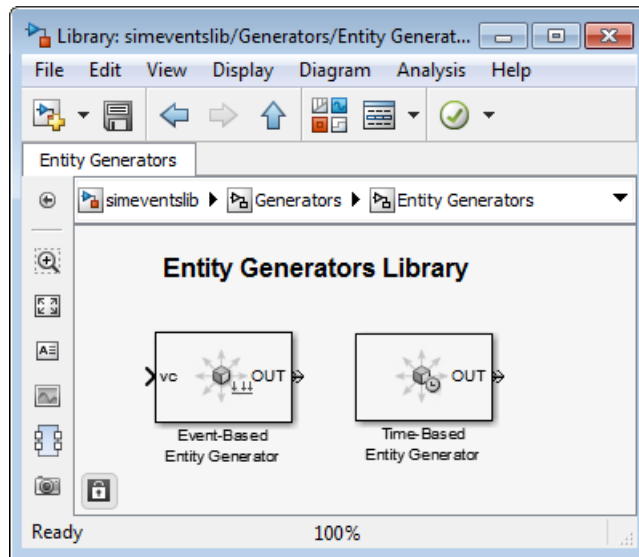 Library: simeventslib/Generators/Entity Generat...
File Edit View Display Diagram Analysis Help
Entity Generators
simeventslib Generators Entity Generators
Entity Generators Library
vc OUT
OUT
Event-Based
Entity Generator
Time-Based
Entity Generator
Ready 100%